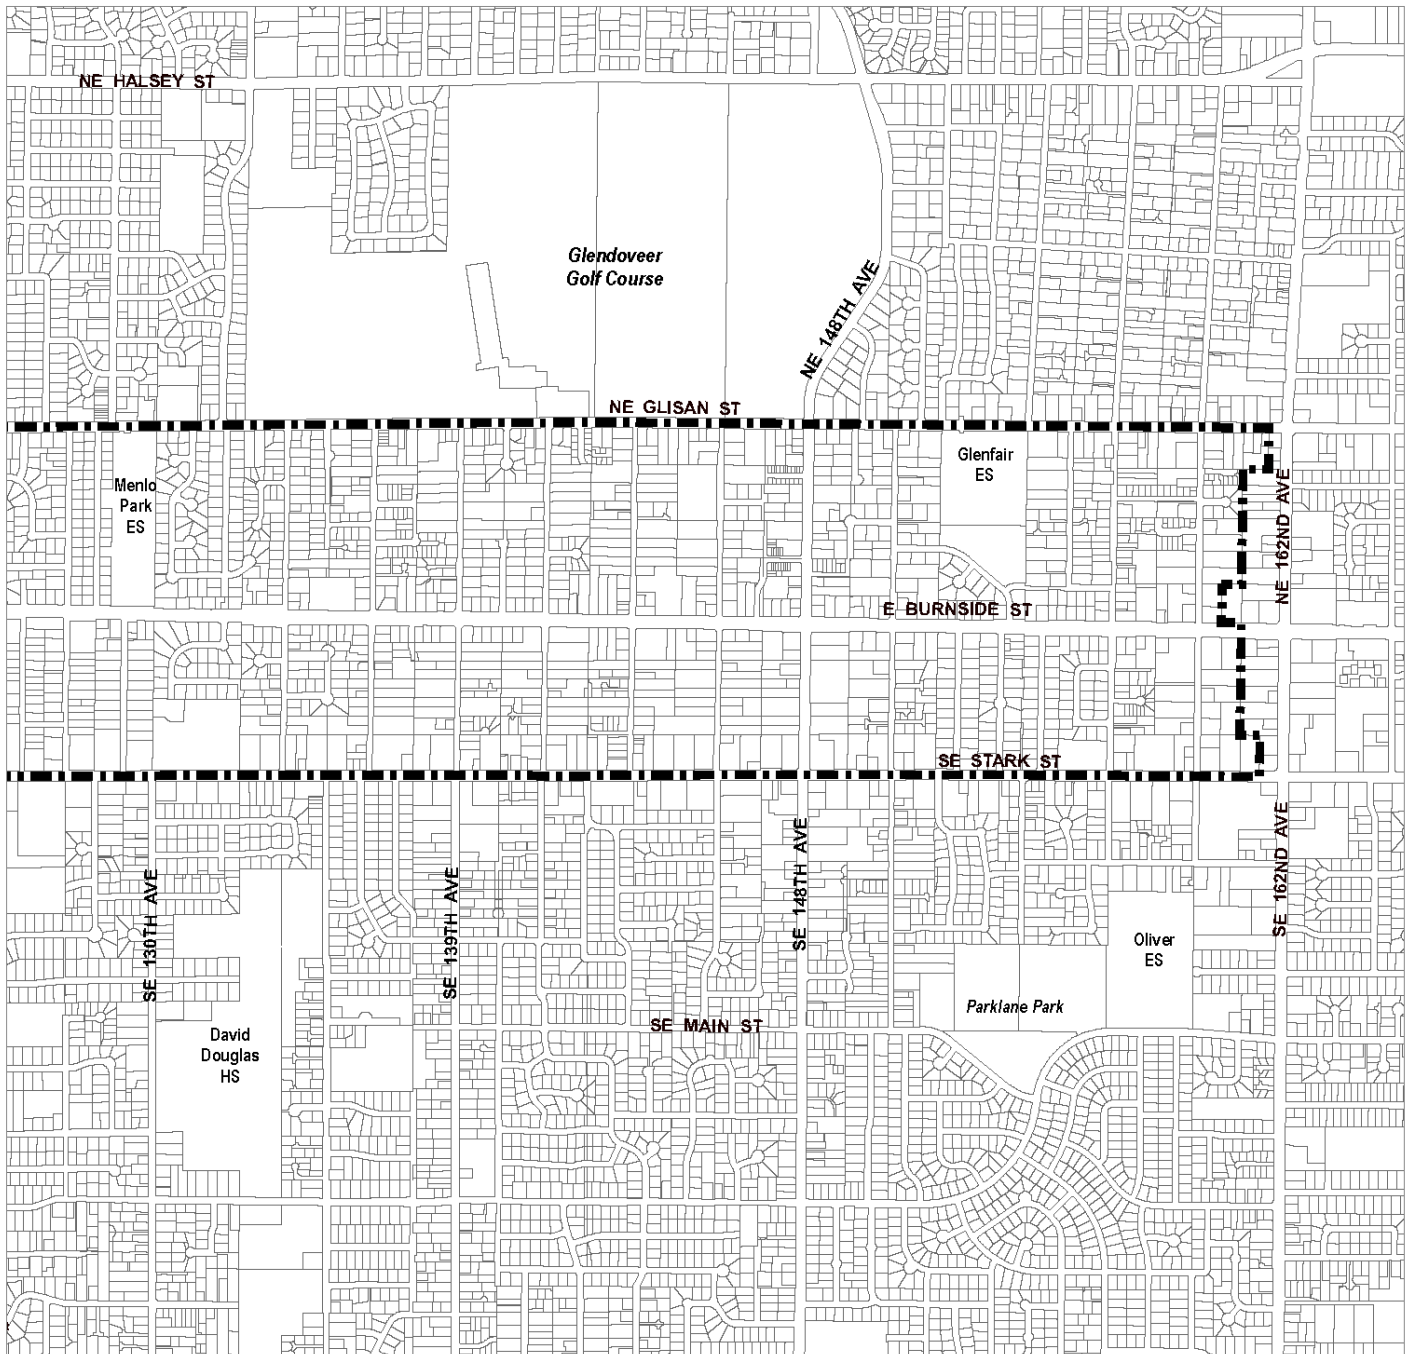 NE HALSEY ST
Glendoveer
Golf Course
NE 148TH AVE
NE GLISAN ST
Glenfair
ES
Menlo
Park
ES
NE 162ND AVE
E BURNSIDE ST
SE STARK ST
SE 130TH AVE
SE 139TH AVE
SE 148TH AVE
SE 162ND AVE
Oliver
ES
Parklane Park
SE MAIN ST
David
Douglas
HS